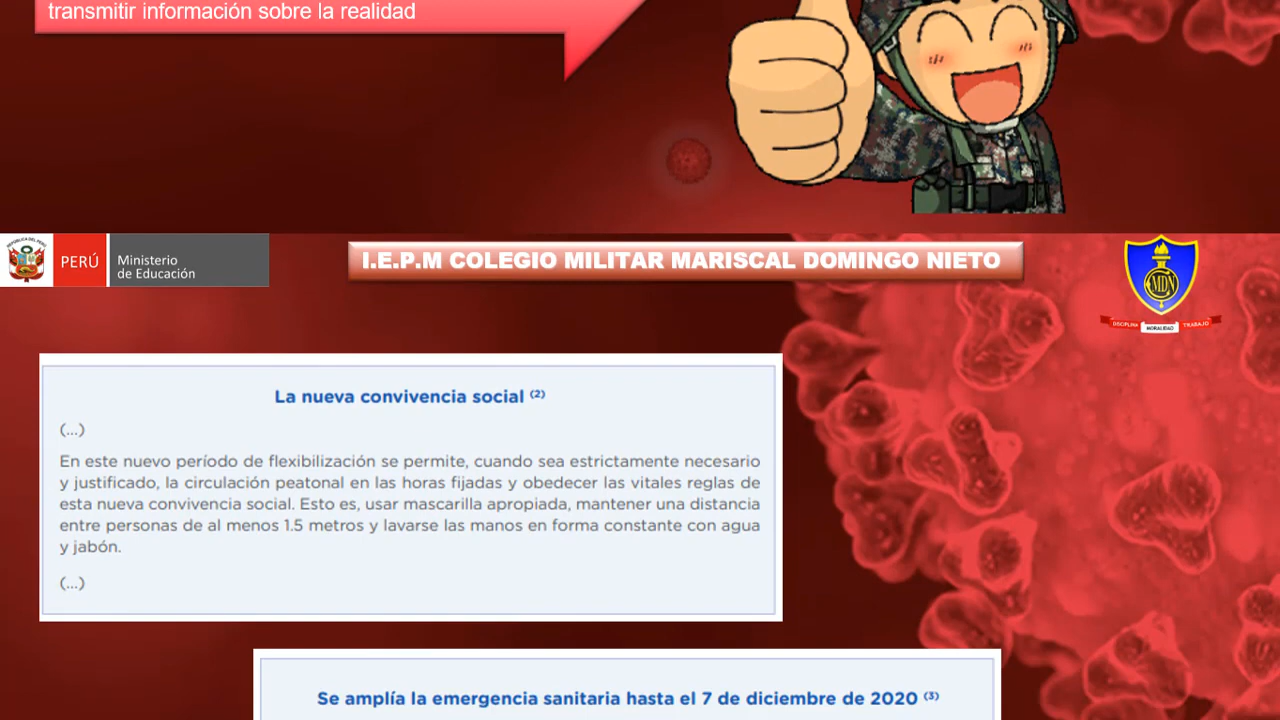 transmitir información sobre la realidad
REPÚBLICA DEL PERÚ
PERÚ
Ministerio
de Educación
I.E.P.M COLEGIO MILITAR MARISCAL DOMINGO NIETO
MDN
DISCIPLINA MORALIDAD TRABAJO
La nueva convivencia social (2)
(...)
En este nuevo período de flexibilización se permite, cuando sea estrictamente necesario
y justificado, la circulación peatonal en las horas fijadas y obedecer las vitales reglas de
esta nueva convivencia social. Esto es, usar mascarilla apropiada, mantener una distancia
entre personas de al menos 1.5 metros y lavarse las manos en forma constante con agua
y jabón.
(...)
Se amplía la emergencia sanitaria hasta el 7 de diciembre de 2020 (3)